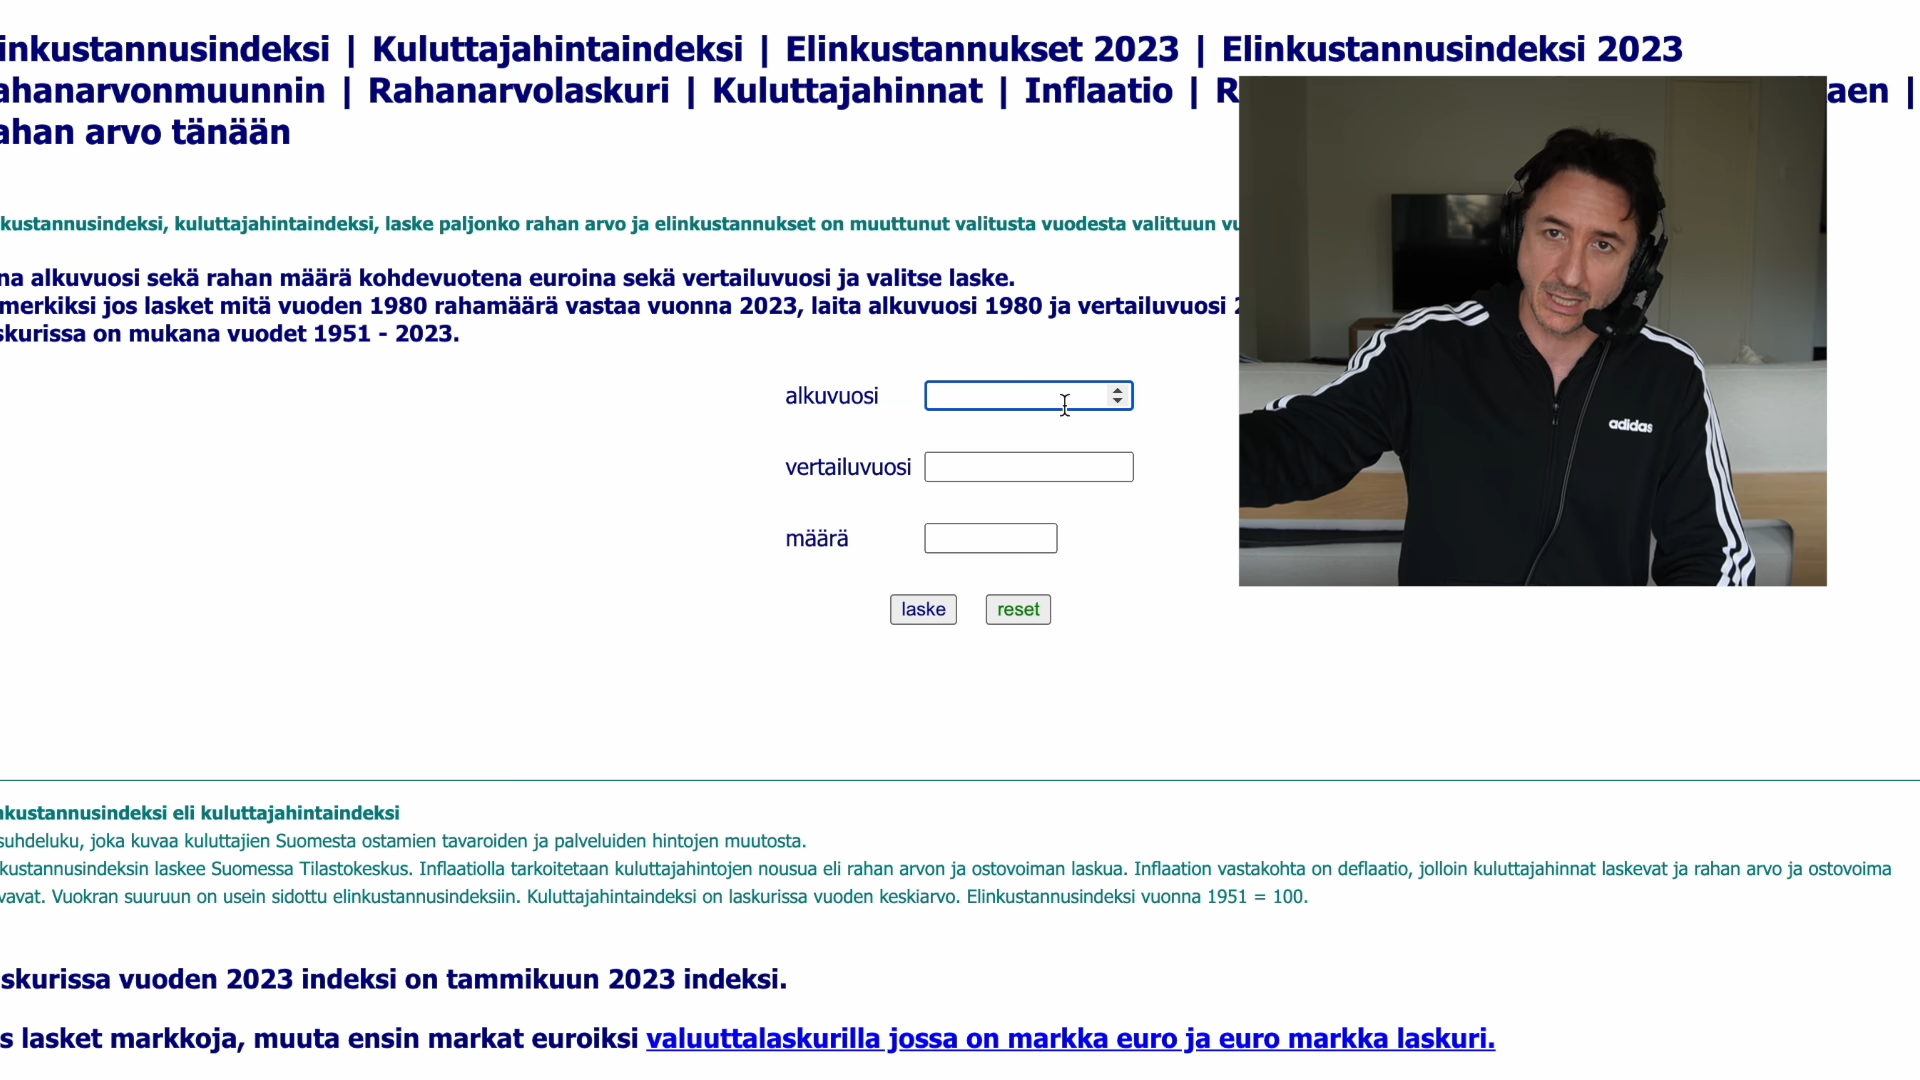 inkustannusindeksi | Kuluttajahintaindeksi | Elinkustannukset 2023 | Elinkustannusindeksi 2023
ahanarvonmuunnin | Rahanarvolaskuri | Kuluttajahinnat | Inflaatio | R aen |
ahan arvo tänään
kustannusindeksi, kuluttajahintaindeksi, laske paljonko rahan arvo ja elinkustannukset on muuttunut valitusta vuodesta valittuun vu
na alkuvuosi sekä rahan määrä kohdevuotena euroina sekä vertailuvuosi ja valitse laske.
merkiksi jos lasket mitä vuoden 1980 rahamäärä vastaa vuonna 2023, laita alkuvuosi 1980 ja vertailuvuosi 2
skurissa on mukana vuodet 1951 - 2023.
alkuvuosi
vertailuvuosi
määrä
laske reset
adidas
kustannusindeksi eli kuluttajahintaindeksi
suhdeluku, joka kuvaa kuluttajien Suomesta ostamien tavaroiden ja palveluiden hintojen muutosta.
kustannusindeksin laskee Suomessa Tilastokeskus. Inflaatiolla tarkoitetaan kuluttajahintojen nousua eli rahan arvon ja ostovoiman laskua. Inflaation vastakohta on deflaatio, jolloin kuluttajahinnat laskevat ja rahan arvo ja ostovoima
vavat. Vuokran suuruun on usein sidottu elinkustannusindeksiin. Kuluttajahintaindeksi on laskurissa vuoden keskiarvo. Elinkustannusindeksi vuonna 1951 = 100.
skurissa vuoden 2023 indeksi on tammikuun 2023 indeksi.
s lasket markkoja, muuta ensin markat euroiksi valuuttalaskurilla jossa on markka euro ja euro markka laskuri.